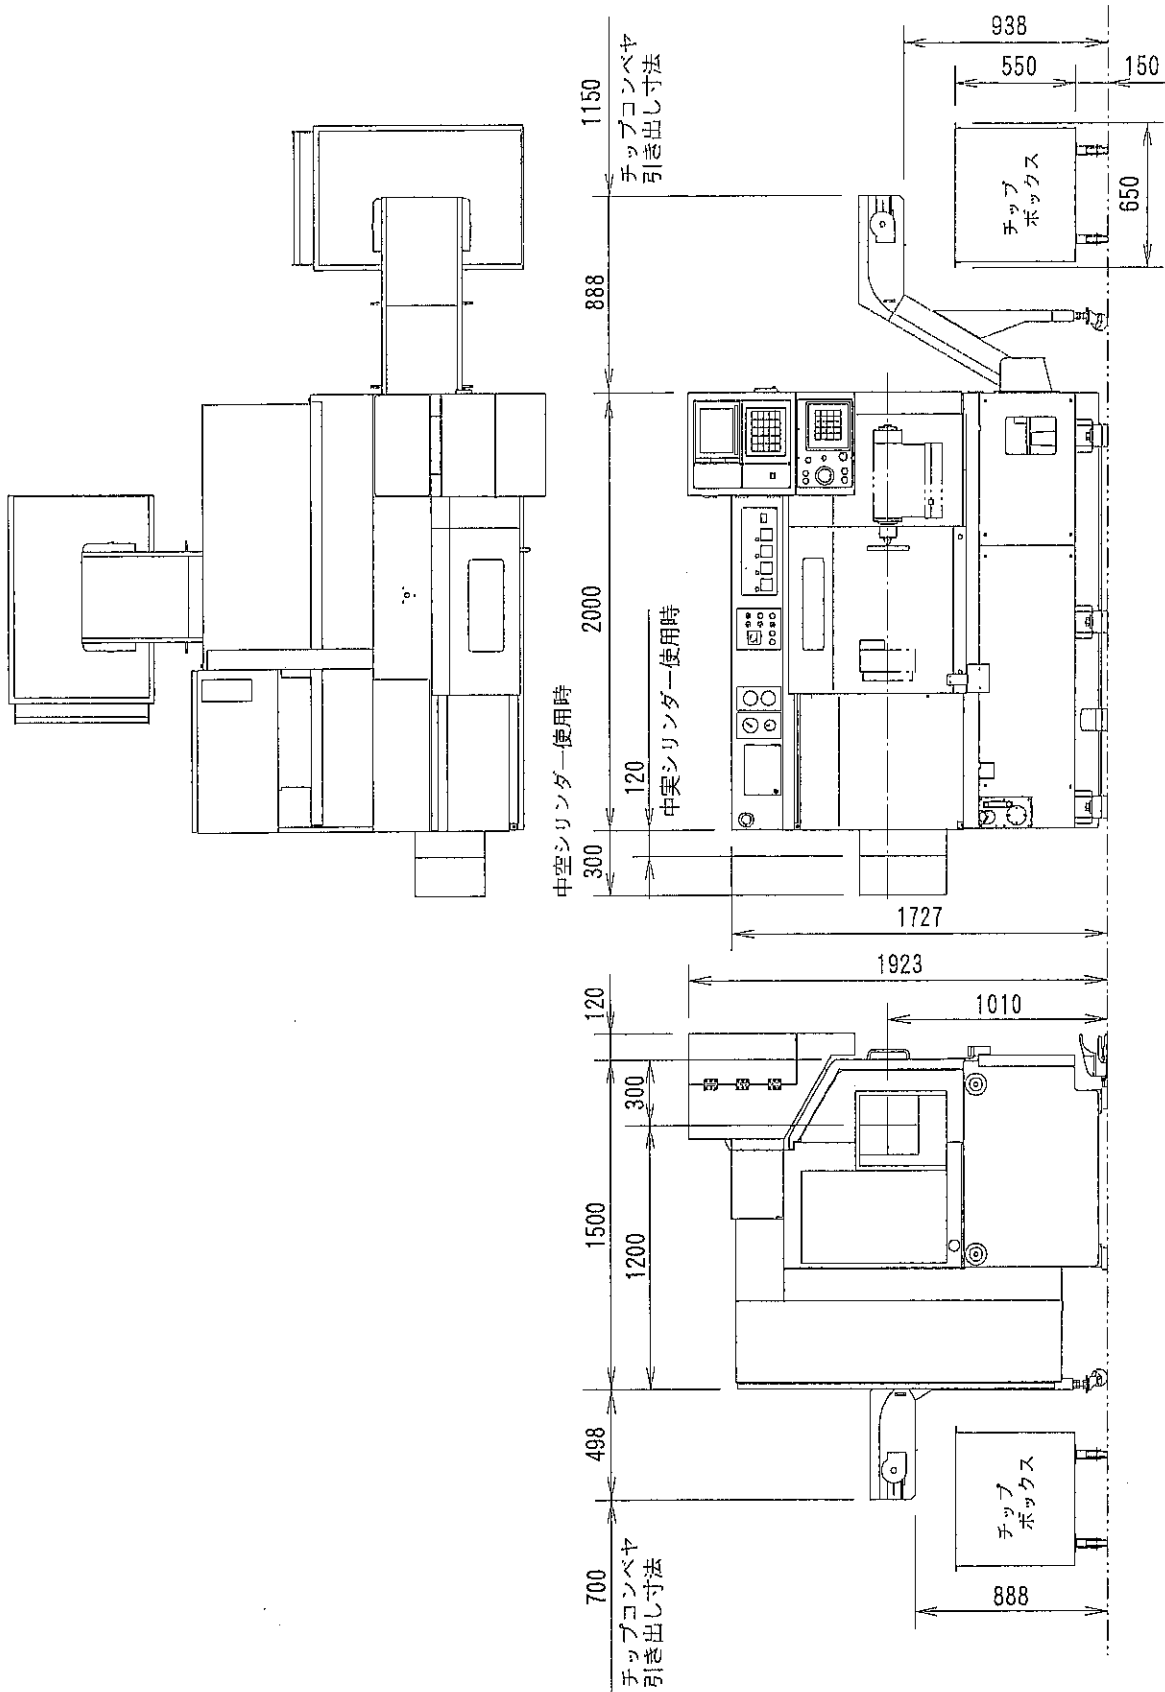 700
チップコンベヤ
引き出し寸法
498
1500
120
1200
300
888
チップ
ボックス
1010
1923
1727
中空シリンダー使用時
300
120
中実シリンダー使用時
2000
888
1150
チップコンベヤ
引き出し寸法
938
550
150
チップ
ボックス
650